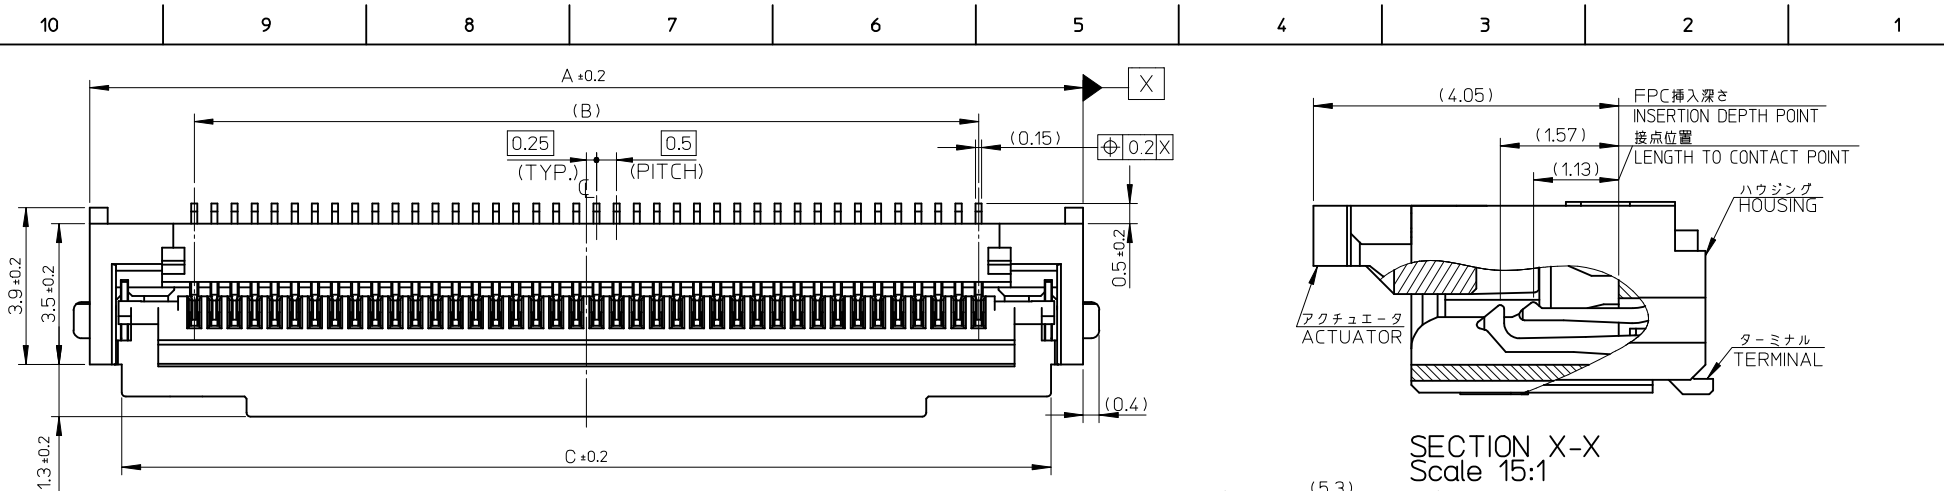 10 9 8 7 6 5 4 3 2 1
A ±0.2
X
(B)
0.25
(TYP.)
0.5
(PITCH)
(0.15)
⌖ 0.2 X
℄
3.9 ±0.2
3.5 ±0.2
0.5 ±0.2
1.3 ±0.2
(0.4)
C ±0.2
(4.05)
FPC挿入深さ
INSERTION DEPTH POINT
(1.57)
接点位置
LENGTH TO CONTACT POINT
(1.13)
ハウジング
HOUSING
アクチュエータ
ACTUATOR
ターミナル
TERMINAL
SECTION X-X
Scale 15:1
(5.3)